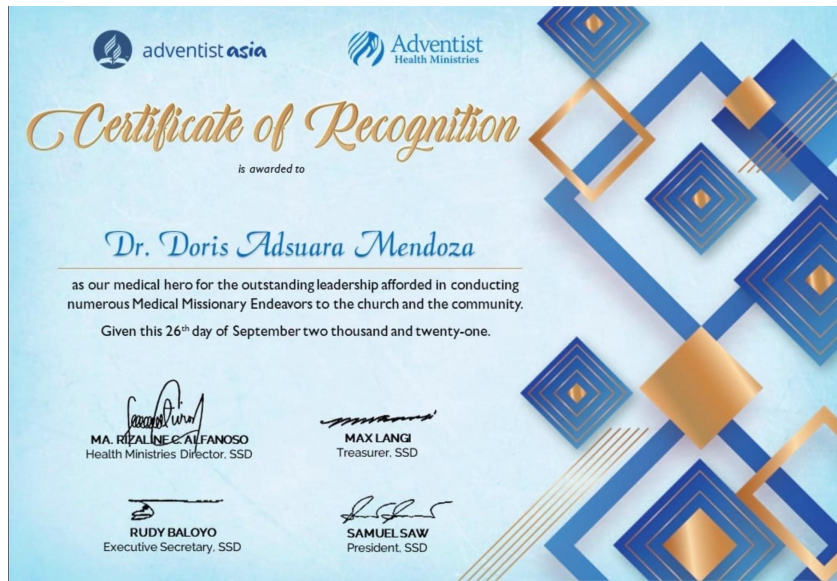 adventist asia
Adventist
Health Ministries
Certificate of Recognition
is awarded to
Dr. Doris Adsuara Mendoza
as our medical hero for the outstanding leadership afforded in conducting
numerous Medical Missionary Endeavors to the church and the community.
Given this 26th day of September two thousand and twenty-one.
MA. RIZALINE C. ALFANOSO
Health Ministries Director, SSD
MAX LANGI
Treasurer, SSD
RUDY BALOYO
Executive Secretary, SSD
SAMUEL SAW
President, SSD